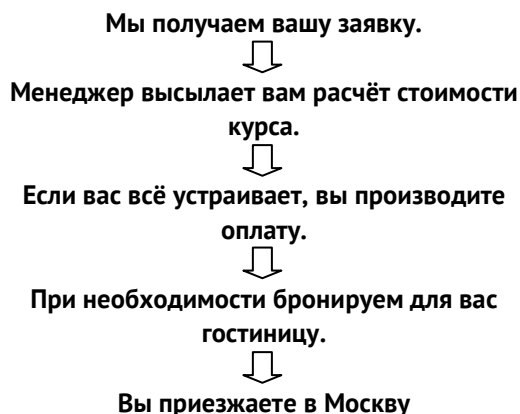 Мы получаем вашу заявку.
Менеджер высылает вам расчёт стоимости
курса.
Если вас всё устраивает, вы производите
оплату.
При необходимости бронируем для вас
гостиницу.
Вы приезжаете в Москву